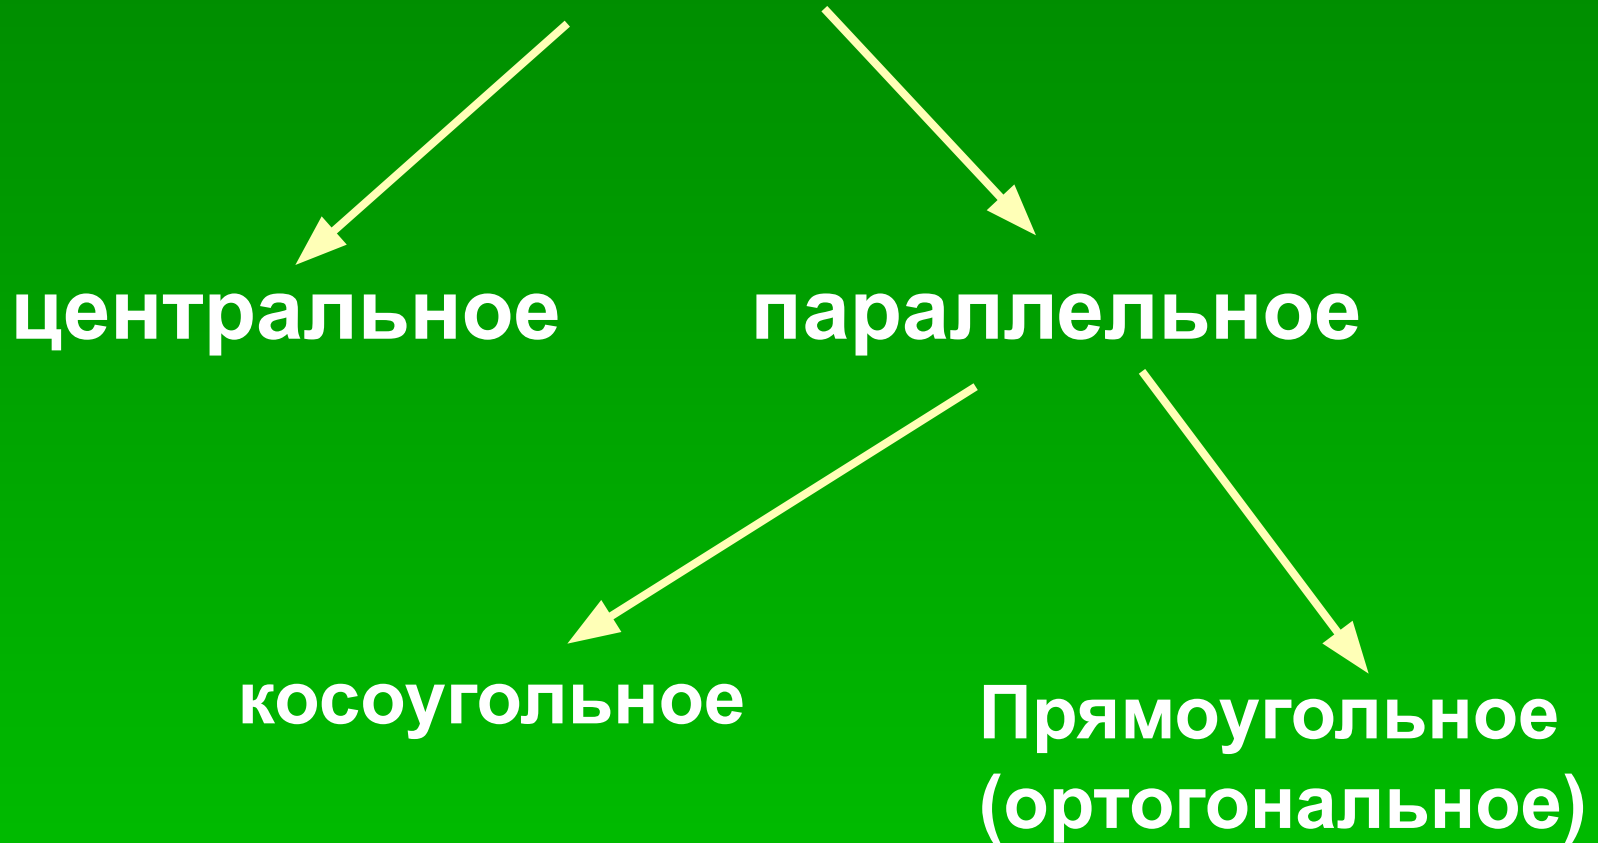 центральное
параллельное
косоугольное
Прямоугольное
(ортогональное)